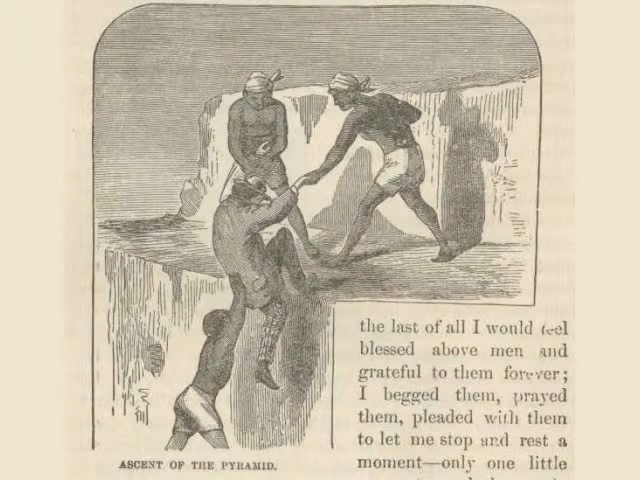 ASCENT OF THE PYRAMID.
the last of all I would feel
blessed above men and
grateful to them forever;
I begged them, prayed
them, pleaded with them
to let me stop and rest a
moment—only one little